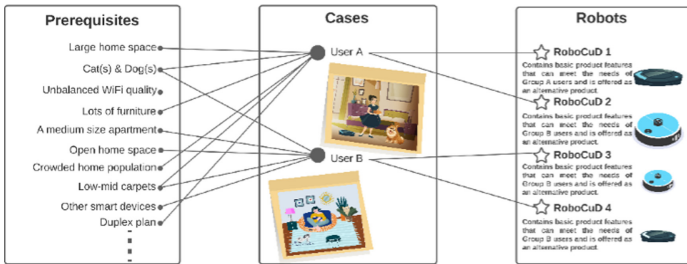 Prerequisites
Large home space
Cat(s) & Dog(s)
Unbalanced WiFi quality
Lots of furniture
A medium size apartment
Open home space
Crowded home population
Low-mid carpets
Other smart devices
Duplex plan
Cases
User A
User B
Robots
RoboCuD 1
Contains basic product features
that can meet the needs of
Group A users and is offered as
an alternative product.
RoboCuD 2
Contains basic product features
that can meet the needs of
Group B users and is offered as
an alternative product.
RoboCuD 3
Contains basic product features
that can meet the needs of
Group B users and is offered as
an alternative product.
RoboCuD 4
Contains basic product features
that can meet the needs of
Group B users and is offered as
an alternative product.